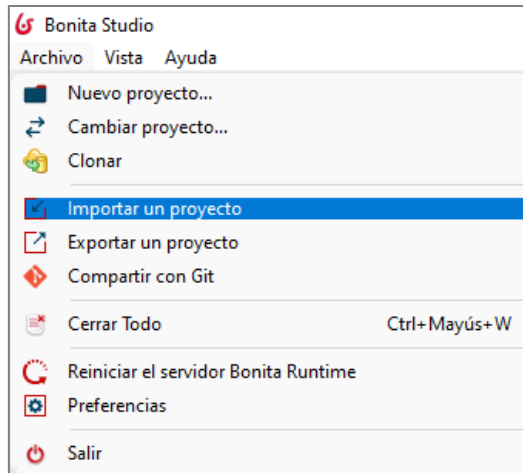 Bonita Studio
Archivo Vista Ayuda
Nuevo proyecto...
Cambiar proyecto...
Clonar
Importar un proyecto
Exportar un proyecto
Compartir con Git
Cerrar Todo Ctrl+Mayús+W
Reiniciar el servidor Bonita Runtime
Preferencias
Salir